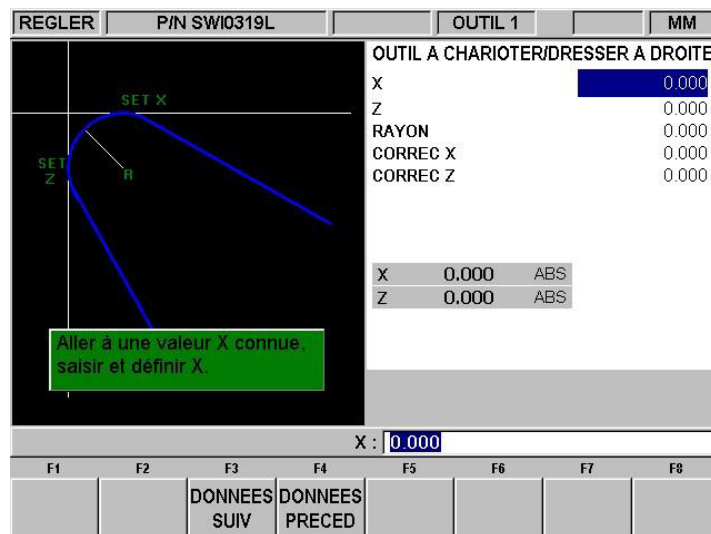 REGLER P/N SWI0319L OUTIL 1 MM
OUTIL A CHARIOTER/DRESSER A DROITE
X 0.000
Z 0.000
RAYON 0.000
CORREC X 0.000
CORREC Z 0.000
SET X
SET
Z
R
X 0.000 ABS
Z 0.000 ABS
Aller à une valeur X connue,
saisir et définir X.
X : 0.000
F1 F2 F3 F4 F5 F6 F7 F8
DONNEES DONNEES
SUIV PRECED